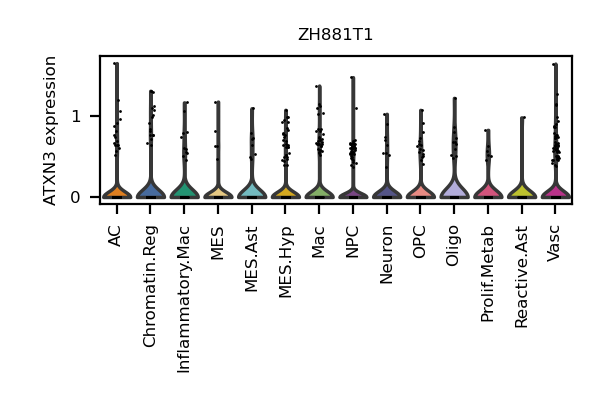 ZH881T1
ATXN3 expression
1
0
AC
Chromatin.Reg
Inflammatory.Mac
MES
MES.Ast
MES.Hyp
Mac
NPC
Neuron
OPC
Oligo
Prolif.Metab
Reactive.Ast
Vasc